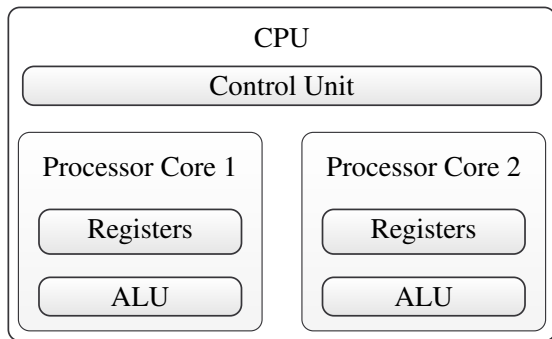 CPU
Control Unit
Processor Core 1
Registers
ALU
Processor Core 2
Registers
ALU